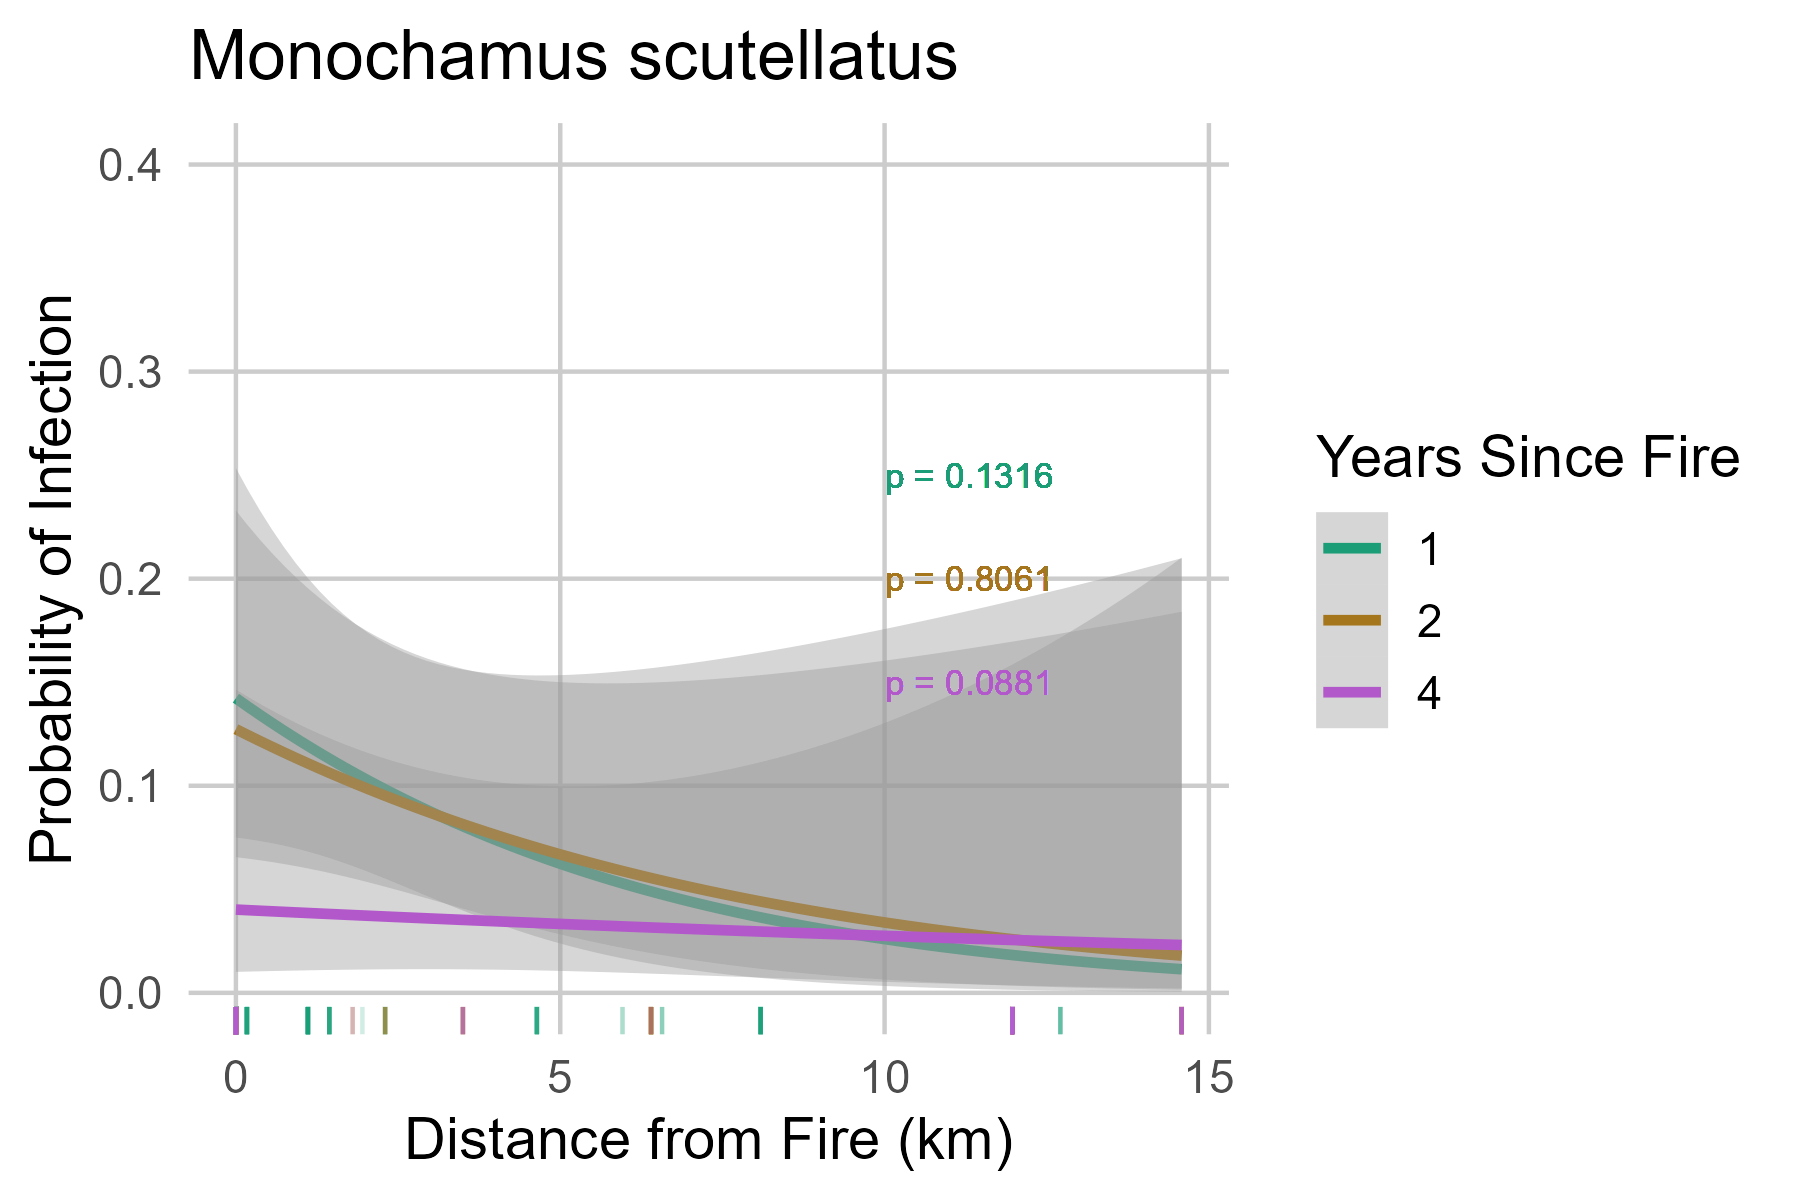 Monochamus scutellatus
Probability of Infection
0.4
0.3
0.2
0.1
0.0
p = 0.1316
p = 0.8061
p = 0.0881
0 5 10 15
Distance from Fire (km)
Years Since Fire
1
2
4